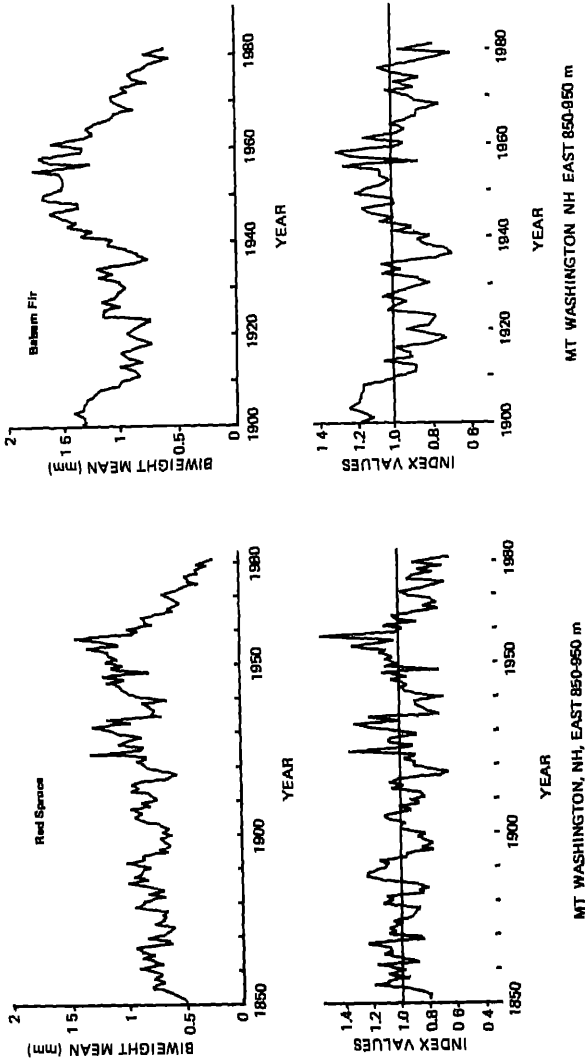 Red Spruce
BIWEIGHT MEAN (mm)
2
1.5
1
0.5
0
1850 1900 1950 1980
YEAR
INDEX VALUES
1.4
1.2
1.0
0.8
0.6
0.4
1850 1900 1950 1980
YEAR
MT WASHINGTON, NH, EAST 850-950 m
Balsam Fir
BIWEIGHT MEAN (mm)
2
1 5
1
0.5
0
1900 1920 1940 1960 1980
YEAR
INDEX VALUES
1 4
1.2
1.0
0.8
0 6
1900 1920 1940 1960 1980
YEAR
MT WASHINGTON NH EAST 850-950 m